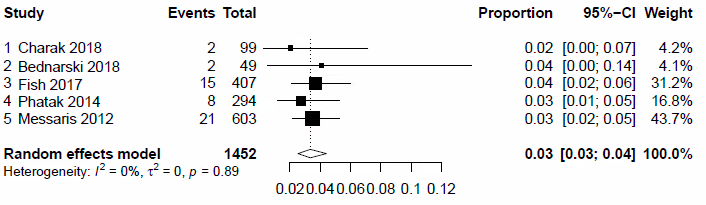 Study Events Total Proportion 95%−CI Weight
1 Charak 2018 2 99 0.02 [0.00; 0.07] 4.2%
2 Bednarski 2018 2 49 0.04 [0.00; 0.14] 4.1%
3 Fish 2017 15 407 0.04 [0.02; 0.06] 31.2%
4 Phatak 2014 8 294 0.03 [0.01; 0.05] 16.8%
5 Messaris 2012 21 603 0.03 [0.02; 0.05] 43.7%
Random effects model 1452 0.03 [0.03; 0.04] 100.0%
Heterogeneity: I² = 0%, τ² = 0, p = 0.89
0.02 0.04 0.06 0.08 0.1 0.12